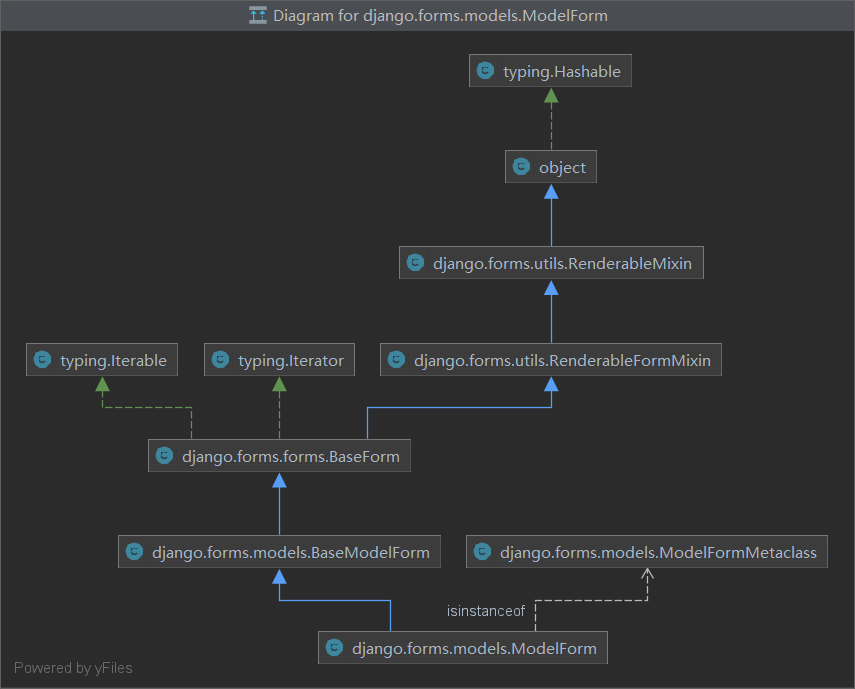 Diagram for django.forms.models.ModelForm
typing.Hashable
object
django.forms.utils.RenderableMixin
typing.Iterable
typing.Iterator
django.forms.utils.RenderableFormMixin
django.forms.forms.BaseForm
django.forms.models.BaseModelForm
django.forms.models.ModelFormMetaclass
isinstanceof
django.forms.models.ModelForm
Powered by yFiles